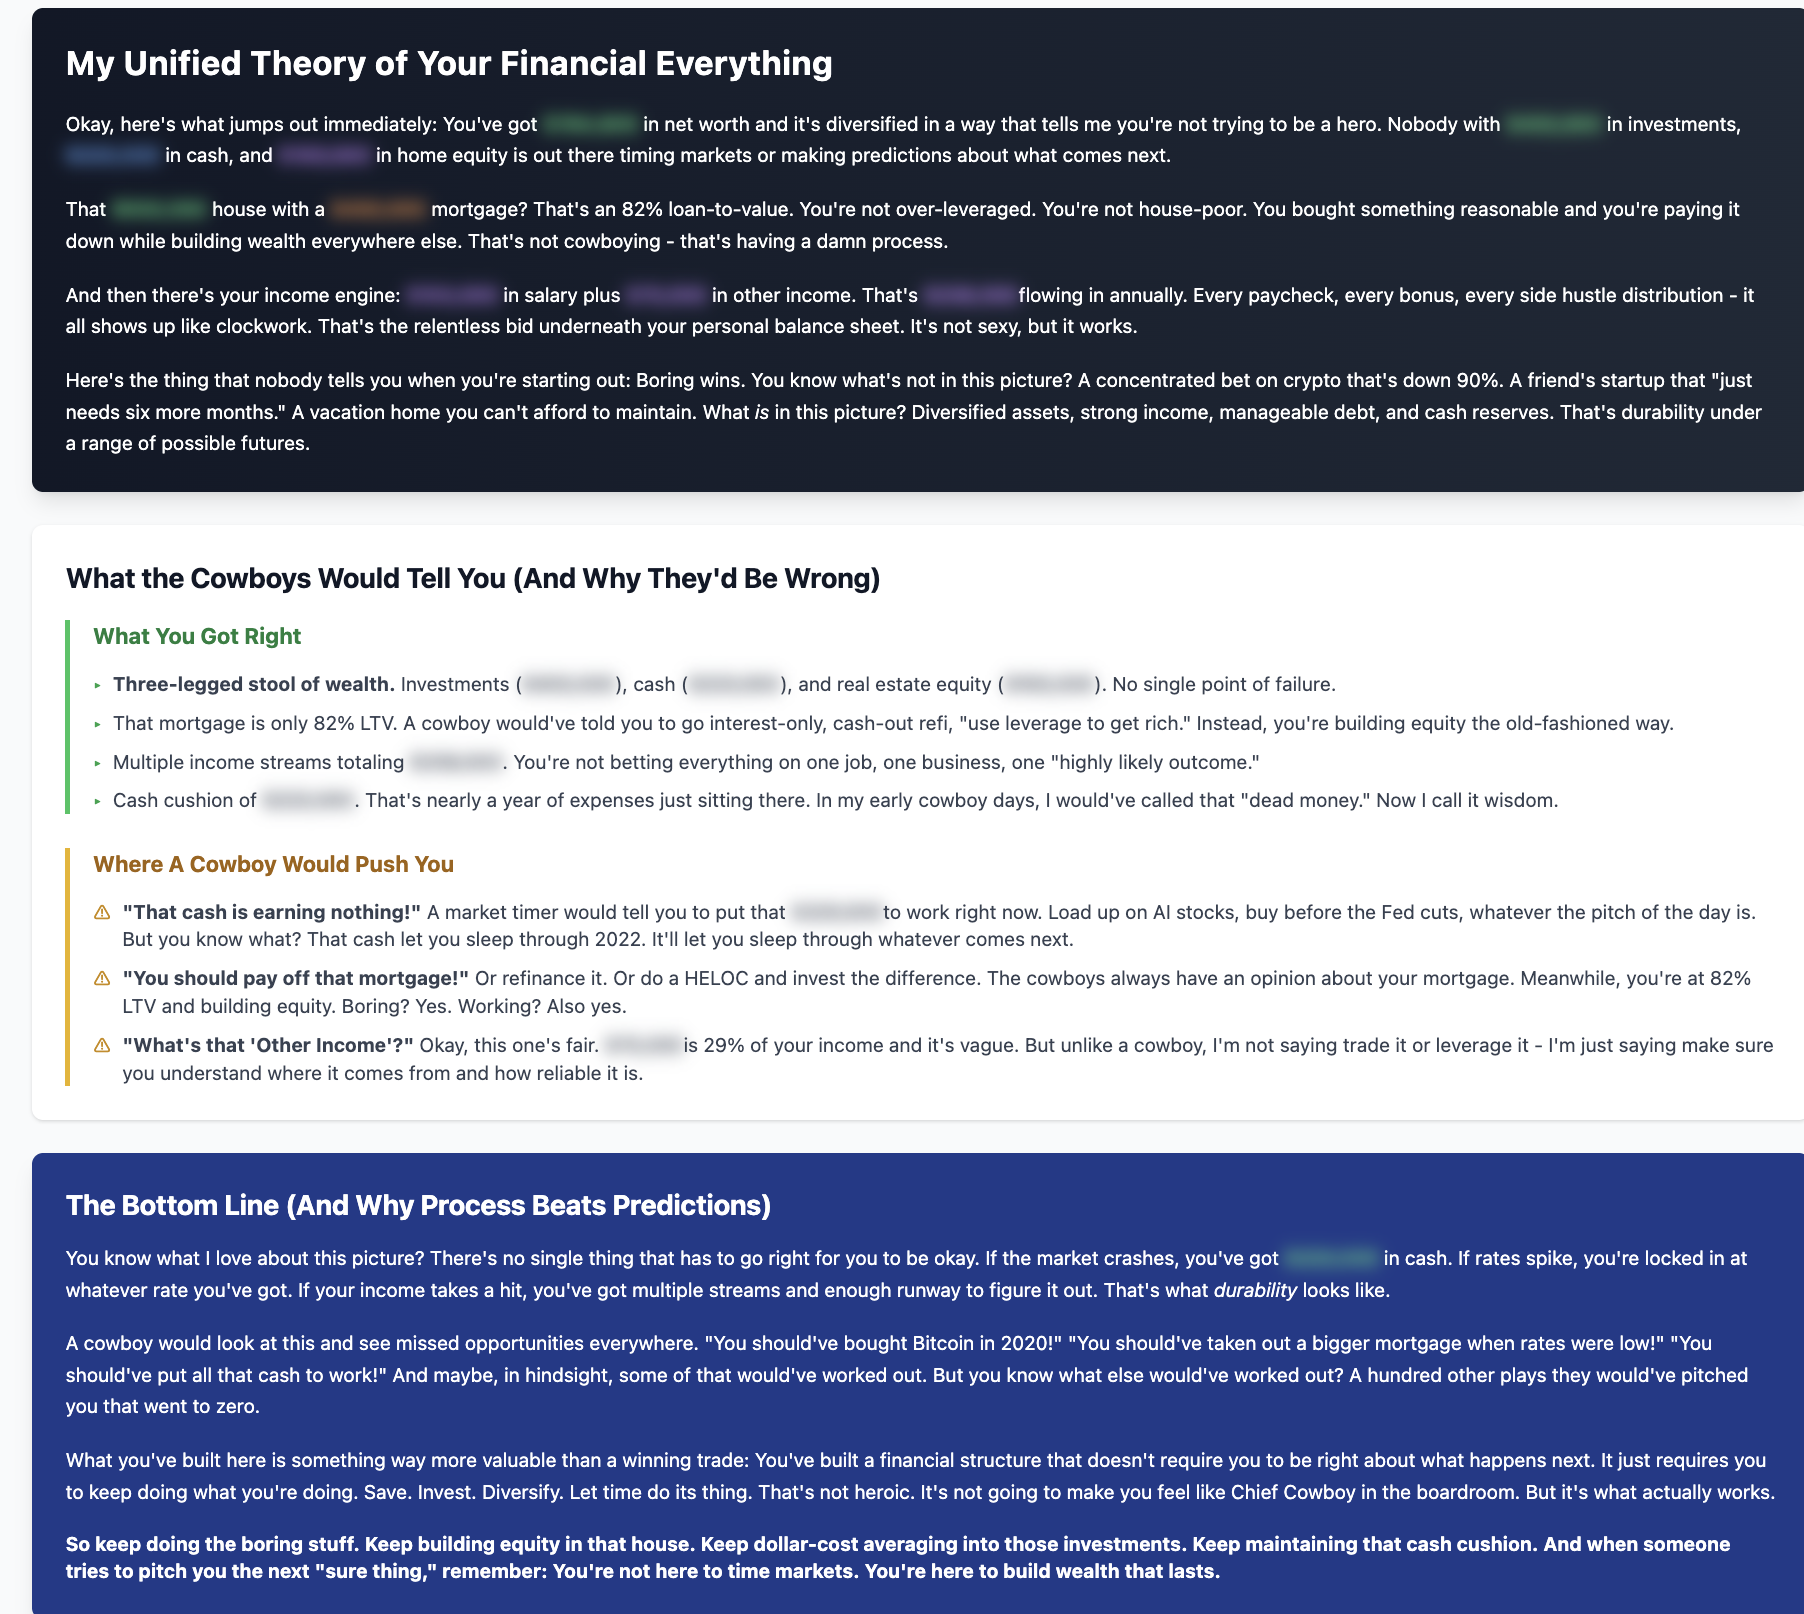 My Unified Theory of Your Financial Everything
Okay, here's what jumps out immediately: You've got in net worth and it's diversified in a way that tells me you're not trying to be a hero. Nobody with in investments,
in cash, and in home equity is out there timing markets or making predictions about what comes next.
That house with a mortgage? That's an 82% loan-to-value. You're not over-leveraged. You're not house-poor. You bought something reasonable and you're paying it
down while building wealth everywhere else. That's not cowboying - that's having a damn process.
And then there's your income engine: in salary plus in other income. That's flowing in annually. Every paycheck, every bonus, every side hustle distribution - it
all shows up like clockwork. That's the relentless bid underneath your personal balance sheet. It's not sexy, but it works.
Here's the thing that nobody tells you when you're starting out: Boring wins. You know what's not in this picture? A concentrated bet on crypto that's down 90%. A friend's startup that "just
needs six more months." A vacation home you can't afford to maintain. What is in this picture? Diversified assets, strong income, manageable debt, and cash reserves. That's durability under
a range of possible futures.
What the Cowboys Would Tell You (And Why They'd Be Wrong)
What You Got Right
▸ Three-legged stool of wealth. Investments ( ), cash ( ), and real estate equity ( ). No single point of failure.
▸ That mortgage is only 82% LTV. A cowboy would've told you to go interest-only, cash-out refi, "use leverage to get rich." Instead, you're building equity the old-fashioned way.
▸ Multiple income streams totaling . You're not betting everything on one job, one business, one "highly likely outcome."
▸ Cash cushion of . That's nearly a year of expenses just sitting there. In my early cowboy days, I would've called that "dead money." Now I call it wisdom.
Where A Cowboy Would Push You
⚠ "That cash is earning nothing!" A market timer would tell you to put that to work right now. Load up on AI stocks, buy before the Fed cuts, whatever the pitch of the day is.
But you know what? That cash let you sleep through 2022. It'll let you sleep through whatever comes next.
⚠ "You should pay off that mortgage!" Or refinance it. Or do a HELOC and invest the difference. The cowboys always have an opinion about your mortgage. Meanwhile, you're at 82%
LTV and building equity. Boring? Yes. Working? Also yes.
⚠ "What's that 'Other Income'?" Okay, this one's fair. is 29% of your income and it's vague. But unlike a cowboy, I'm not saying trade it or leverage it - I'm just saying make sure
you understand where it comes from and how reliable it is.
The Bottom Line (And Why Process Beats Predictions)
You know what I love about this picture? There's no single thing that has to go right for you to be okay. If the market crashes, you've got in cash. If rates spike, you're locked in at
whatever rate you've got. If your income takes a hit, you've got multiple streams and enough runway to figure it out. That's what durability looks like.
A cowboy would look at this and see missed opportunities everywhere. "You should've bought Bitcoin in 2020!" "You should've taken out a bigger mortgage when rates were low!" "You
should've put all that cash to work!" And maybe, in hindsight, some of that would've worked out. But you know what else would've worked out? A hundred other plays they would've pitched
you that went to zero.
What you've built here is something way more valuable than a winning trade: You've built a financial structure that doesn't require you to be right about what happens next. It just requires you
to keep doing what you're doing. Save. Invest. Diversify. Let time do its thing. That's not heroic. It's not going to make you feel like Chief Cowboy in the boardroom. But it's what actually works.
So keep doing the boring stuff. Keep building equity in that house. Keep dollar-cost averaging into those investments. Keep maintaining that cash cushion. And when someone
tries to pitch you the next "sure thing," remember: You're not here to time markets. You're here to build wealth that lasts.